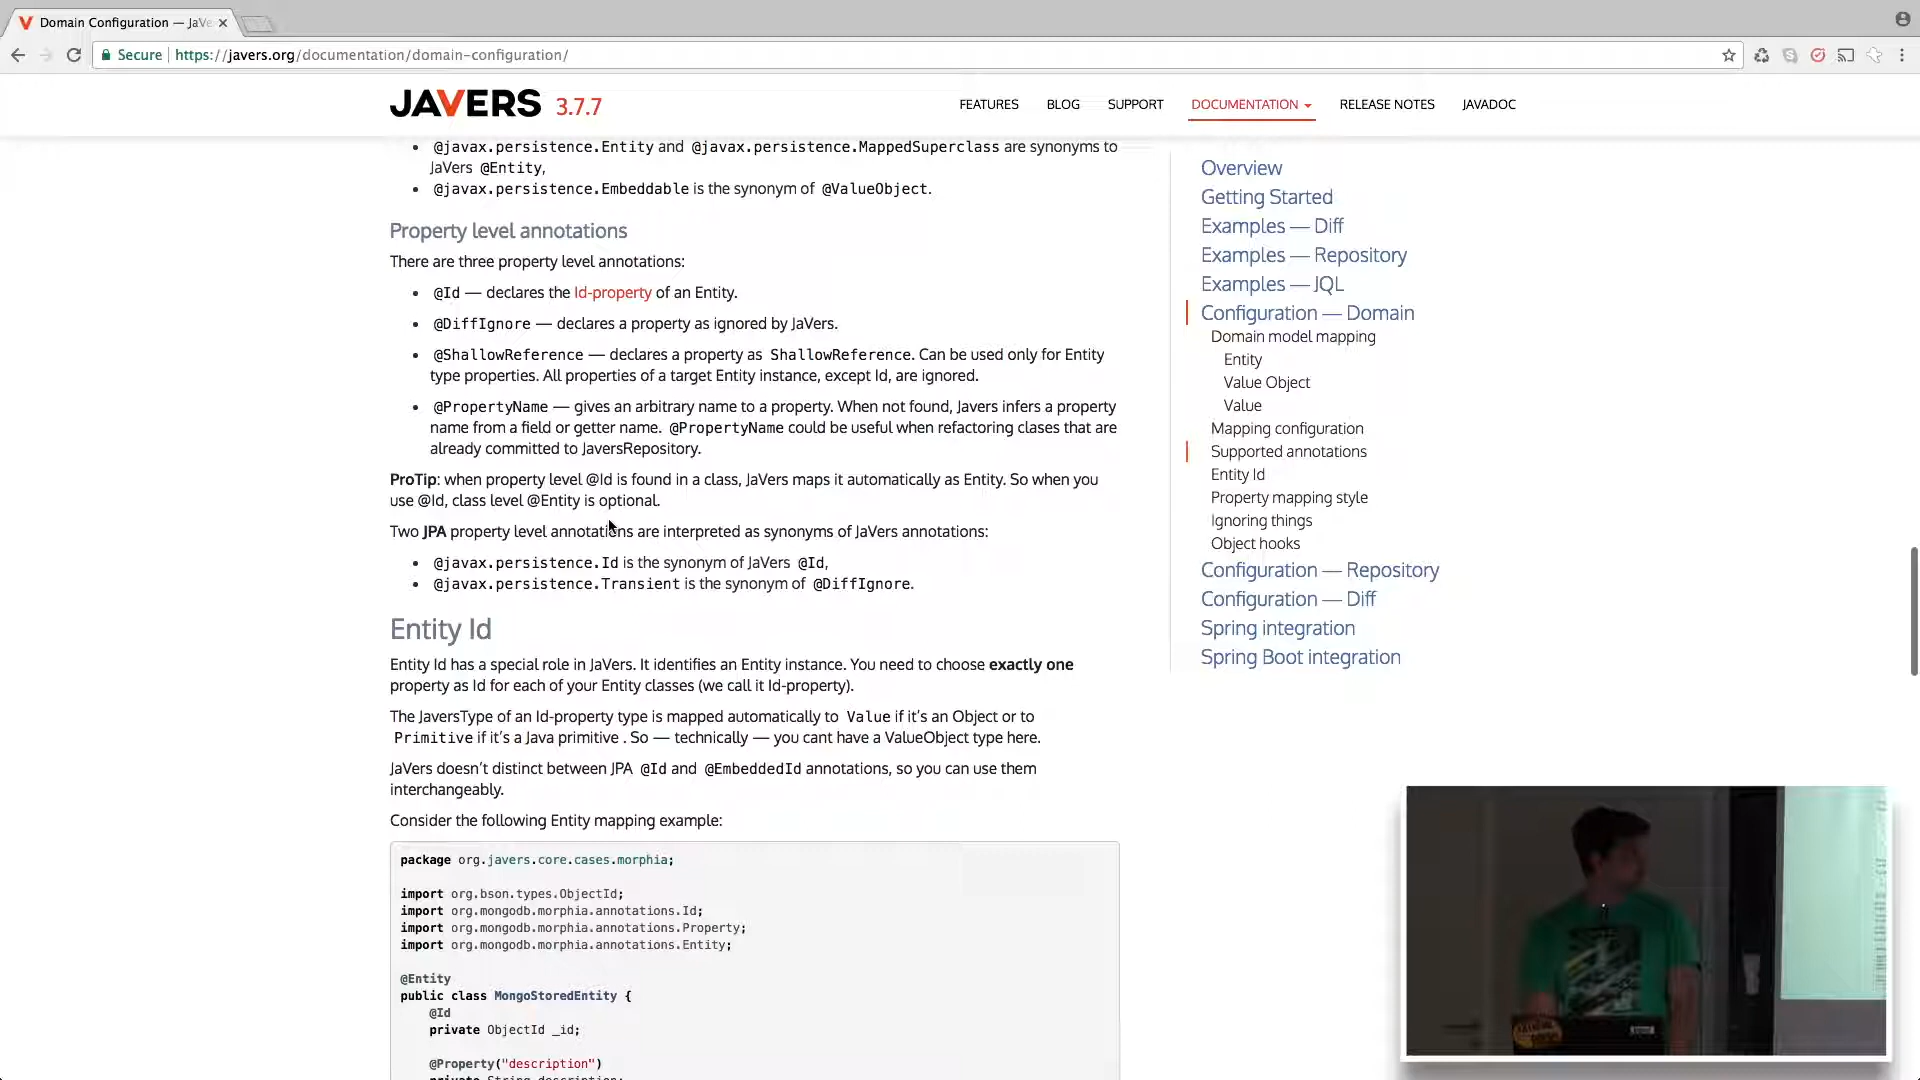 Domain Configuration — JaVe
Secure | https://javers.org/documentation/domain-configuration/
JAVERS 3.7.7
FEATURES BLOG SUPPORT DOCUMENTATION RELEASE NOTES JAVADOC
@javax.persistence.Entity and @javax.persistence.MappedSuperclass are synonyms to
JaVers @Entity,
@javax.persistence.Embeddable is the synonym of @ValueObject.
Property level annotations
There are three property level annotations:
@Id — declares the Id-property of an Entity.
@DiffIgnore — declares a property as ignored by JaVers.
@ShallowReference — declares a property as ShallowReference. Can be used only for Entity
type properties. All properties of a target Entity instance, except Id, are ignored.
@PropertyName — gives an arbitrary name to a property. When not found, Javers infers a property
name from a field or getter name. @PropertyName could be useful when refactoring clases that are
already committed to JaversRepository.
ProTip: when property level @Id is found in a class, JaVers maps it automatically as Entity. So when you
use @Id, class level @Entity is optional.
Two JPA property level annotations are interpreted as synonyms of JaVers annotations:
@javax.persistence.Id is the synonym of JaVers @Id,
@javax.persistence.Transient is the synonym of @DiffIgnore.
Entity Id
Entity Id has a special role in JaVers. It identifies an Entity instance. You need to choose exactly one
property as Id for each of your Entity classes (we call it Id-property).
The JaversType of an Id-property type is mapped automatically to Value if it's an Object or to
Primitive if it's a Java primitive . So — technically — you cant have a ValueObject type here.
JaVers doesn't distinct between JPA @Id and @EmbeddedId annotations, so you can use them
interchangeably.
Consider the following Entity mapping example:
package org.javers.core.cases.morphia;
import org.bson.types.ObjectId;
import org.mongodb.morphia.annotations.Id;
import org.mongodb.morphia.annotations.Property;
import org.mongodb.morphia.annotations.Entity;
@Entity
public class MongoStoredEntity {
@Id
private ObjectId _id;
@Property("description")
private String description;
Overview
Getting Started
Examples — Diff
Examples — Repository
Examples — JQL
Configuration — Domain
Domain model mapping
Entity
Value Object
Value
Mapping configuration
Supported annotations
Entity Id
Property mapping style
Ignoring things
Object hooks
Configuration — Repository
Configuration — Diff
Spring integration
Spring Boot integration